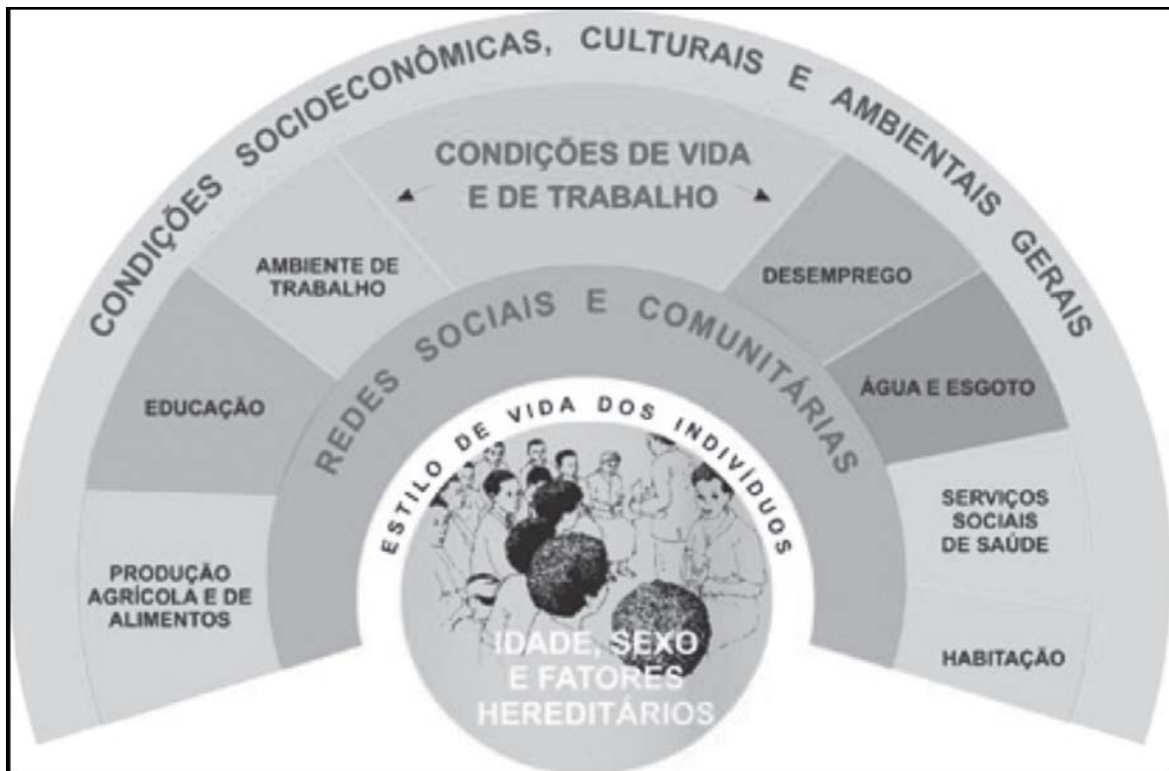 CONDIÇÕES SOCIOECONÔMICAS, CULTURAIS E AMBIENTAIS GERAIS
CONDIÇÕES DE VIDA
E DE TRABALHO
AMBIENTE DE
TRABALHO
DESEMPREGO
EDUCAÇÃO
ÁGUA E ESGOTO
PRODUÇÃO
AGRÍCOLA E DE
ALIMENTOS
SERVIÇOS
SOCIAIS
DE SAÚDE
HABITAÇÃO
REDES SOCIAIS E COMUNITÁRIAS
ESTILO DE VIDA DOS INDIVÍDUOS
IDADE, SEXO
E FATORES
HEREDITÁRIOS